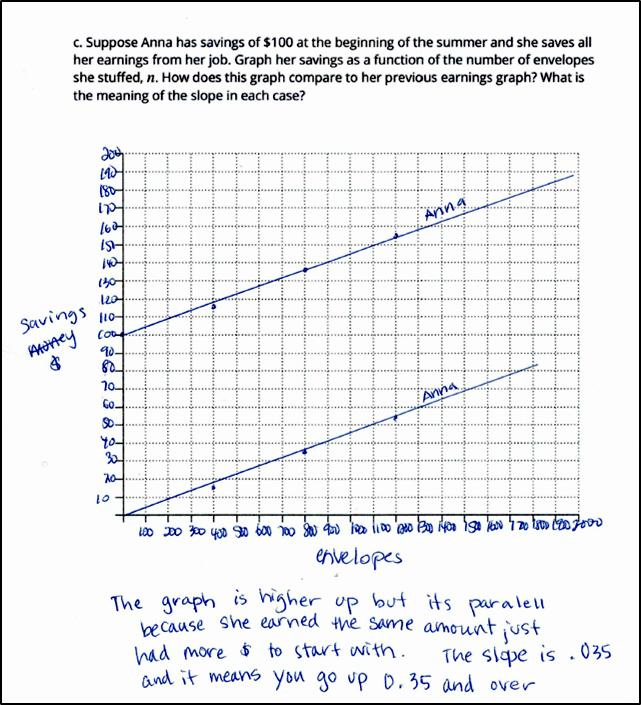 c. Suppose Anna has savings of $100 at the beginning of the summer and she saves all
her earnings from her job. Graph her savings as a function of the number of envelopes
she stuffed, n. How does this graph compare to her previous earnings graph? What is
the meaning of the slope in each case?
200
190
180
170
160
150
140
130
120
110
100
90
80
70
60
50
40
30
20
10
Savings
Money
$
Anna
Anna
100 200 300 400 500 600 700 800 900 1000 1100 1200 1300 1400 1500 1600 1700 1800 1900 2000
envelopes
The graph is higher up but its paralell
because she earned the same amount just
had more $ to start with. The slope is .035
and it means you go up 0.35 and over